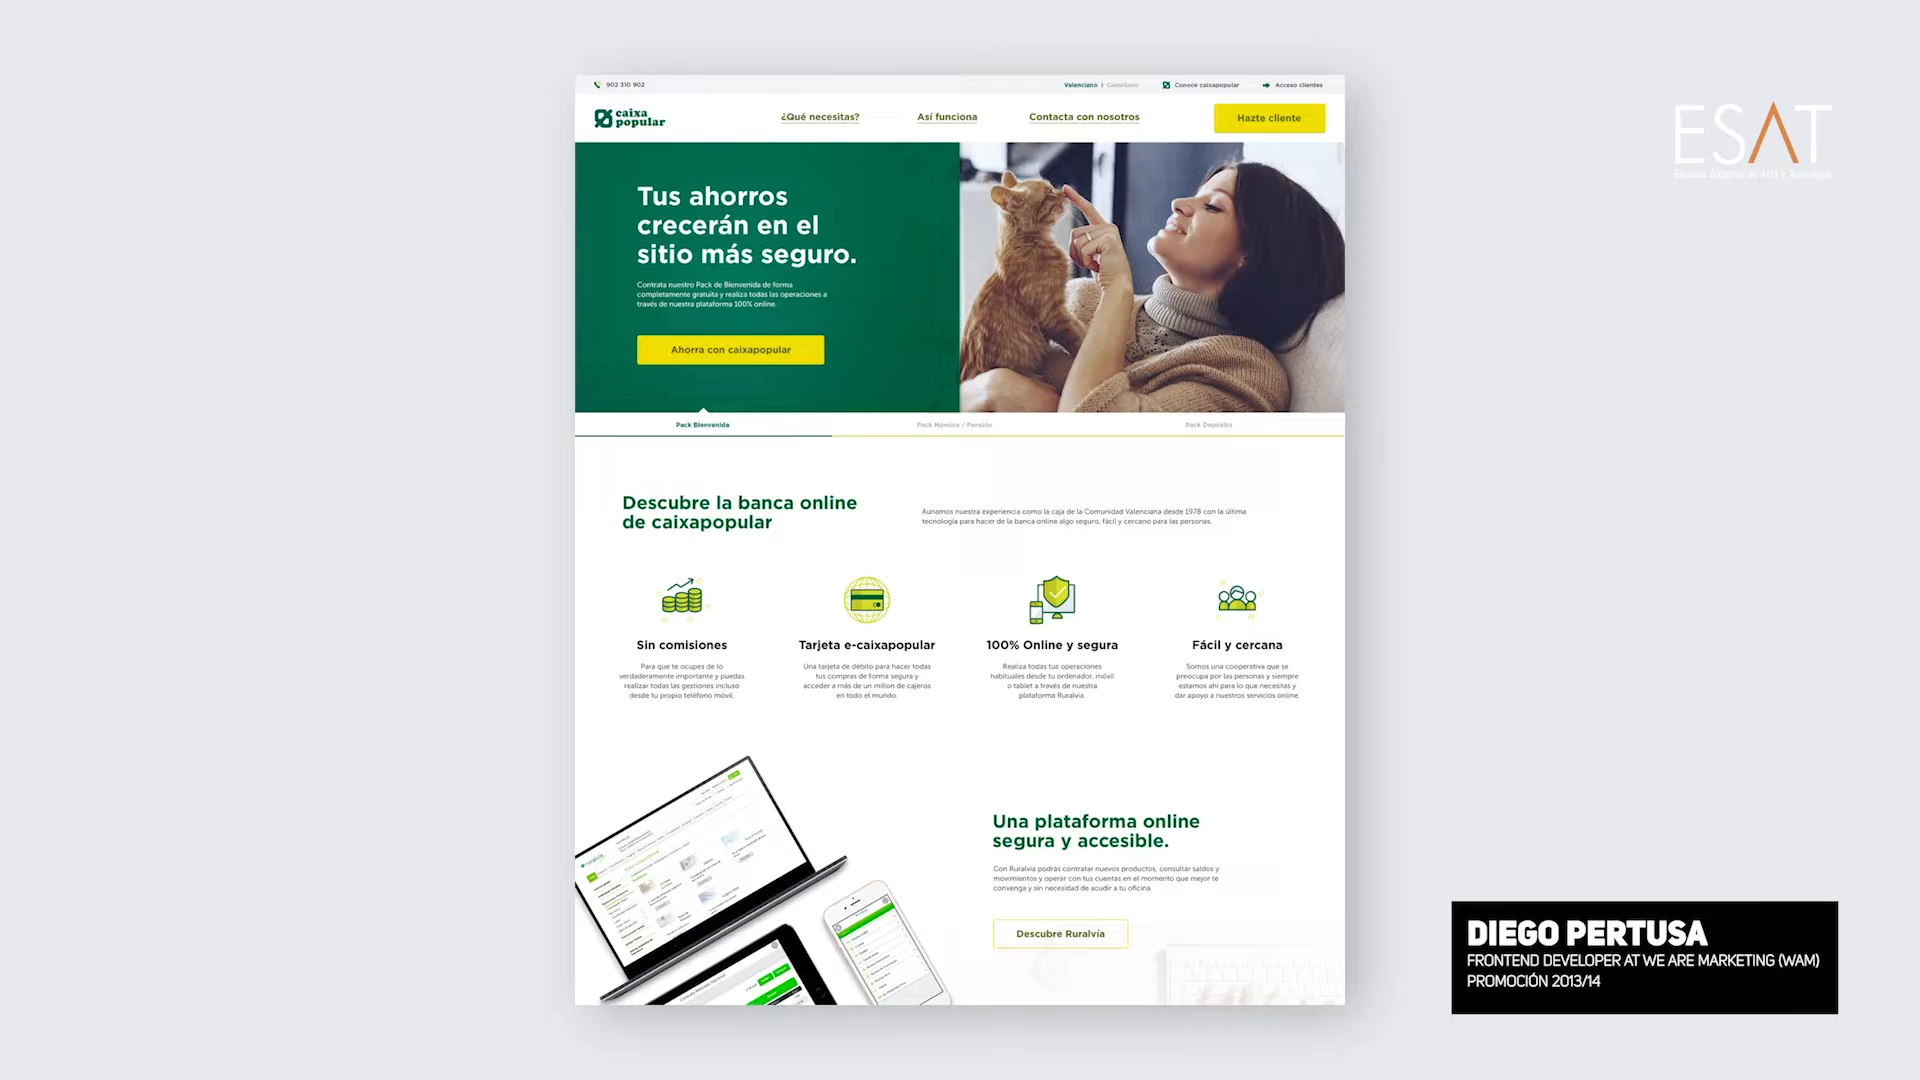 902 310 902
Valenciano | Castellano
Conoce caixapopular
Acceso clientes
caixa
popular
¿Qué necesitas?
Así funciona
Contacta con nosotros
Hazte cliente
ESAT
Escuela Superior de Arte y Tecnología
Tus ahorros
crecerán en el
sitio más seguro.
Contrata nuestro Pack de Bienvenida de forma
completamente gratuita y realiza todas las operaciones a
través de nuestra plataforma 100% online.
Ahorra con caixapopular
Pack Bienvenida
Pack Nómina / Pensión
Pack Depósito
Descubre la banca online
de caixapopular
Aunamos nuestra experiencia como la caja de la Comunidad Valenciana desde 1978 con la última
tecnología para hacer de la banca online algo seguro, fácil y cercano para las personas.
Sin comisiones
Para que te ocupes de lo
verdaderamente importante y puedas
realizar todas las gestiones incluso
desde tu propio teléfono móvil.
Tarjeta e-caixapopular
Una tarjeta de débito para hacer todas
tus compras de forma segura y
acceder a más de un millon de cajeros
en todo el mundo.
100% Online y segura
Realiza todas tus operaciones
habituales desde tu ordenador, móvil
o tablet a través de nuestra
plataforma Ruralvía.
Fácil y cercana
Somos una cooperativa que se
preocupa por las personas y siempre
estamos ahí para lo que necesitas y
dar apoyo a nuestros servicios online.
ruralvía
Una plataforma online
segura y accesible.
Con Ruralvía podrás contratar nuevos productos, consultar saldos y
movimientos y operar con tus cuentas en el momento que mejor te
convenga y sin necesidad de acudir a tu oficina.
Descubre Ruralvía
DIEGO PERTUSA
FRONTEND DEVELOPER AT WE ARE MARKETING (WAM)
PROMOCIÓN 2013/14